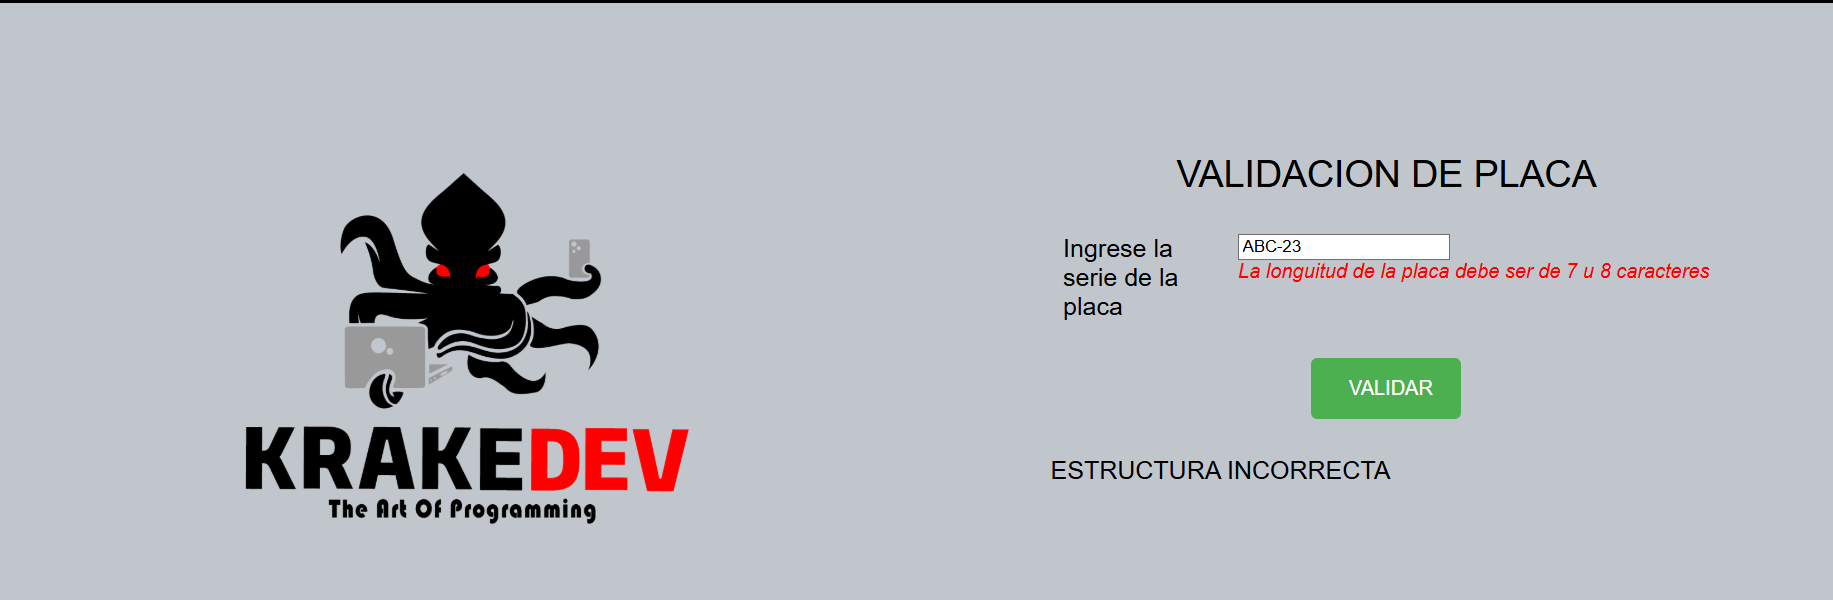 VALIDACION DE PLACA
Ingrese la
serie de la
placa
ABC-23
La longuitud de la placa debe ser de 7 u 8 caracteres
VALIDAR
ESTRUCTURA INCORRECTA
KRAKEDEV
The Art Of Programming